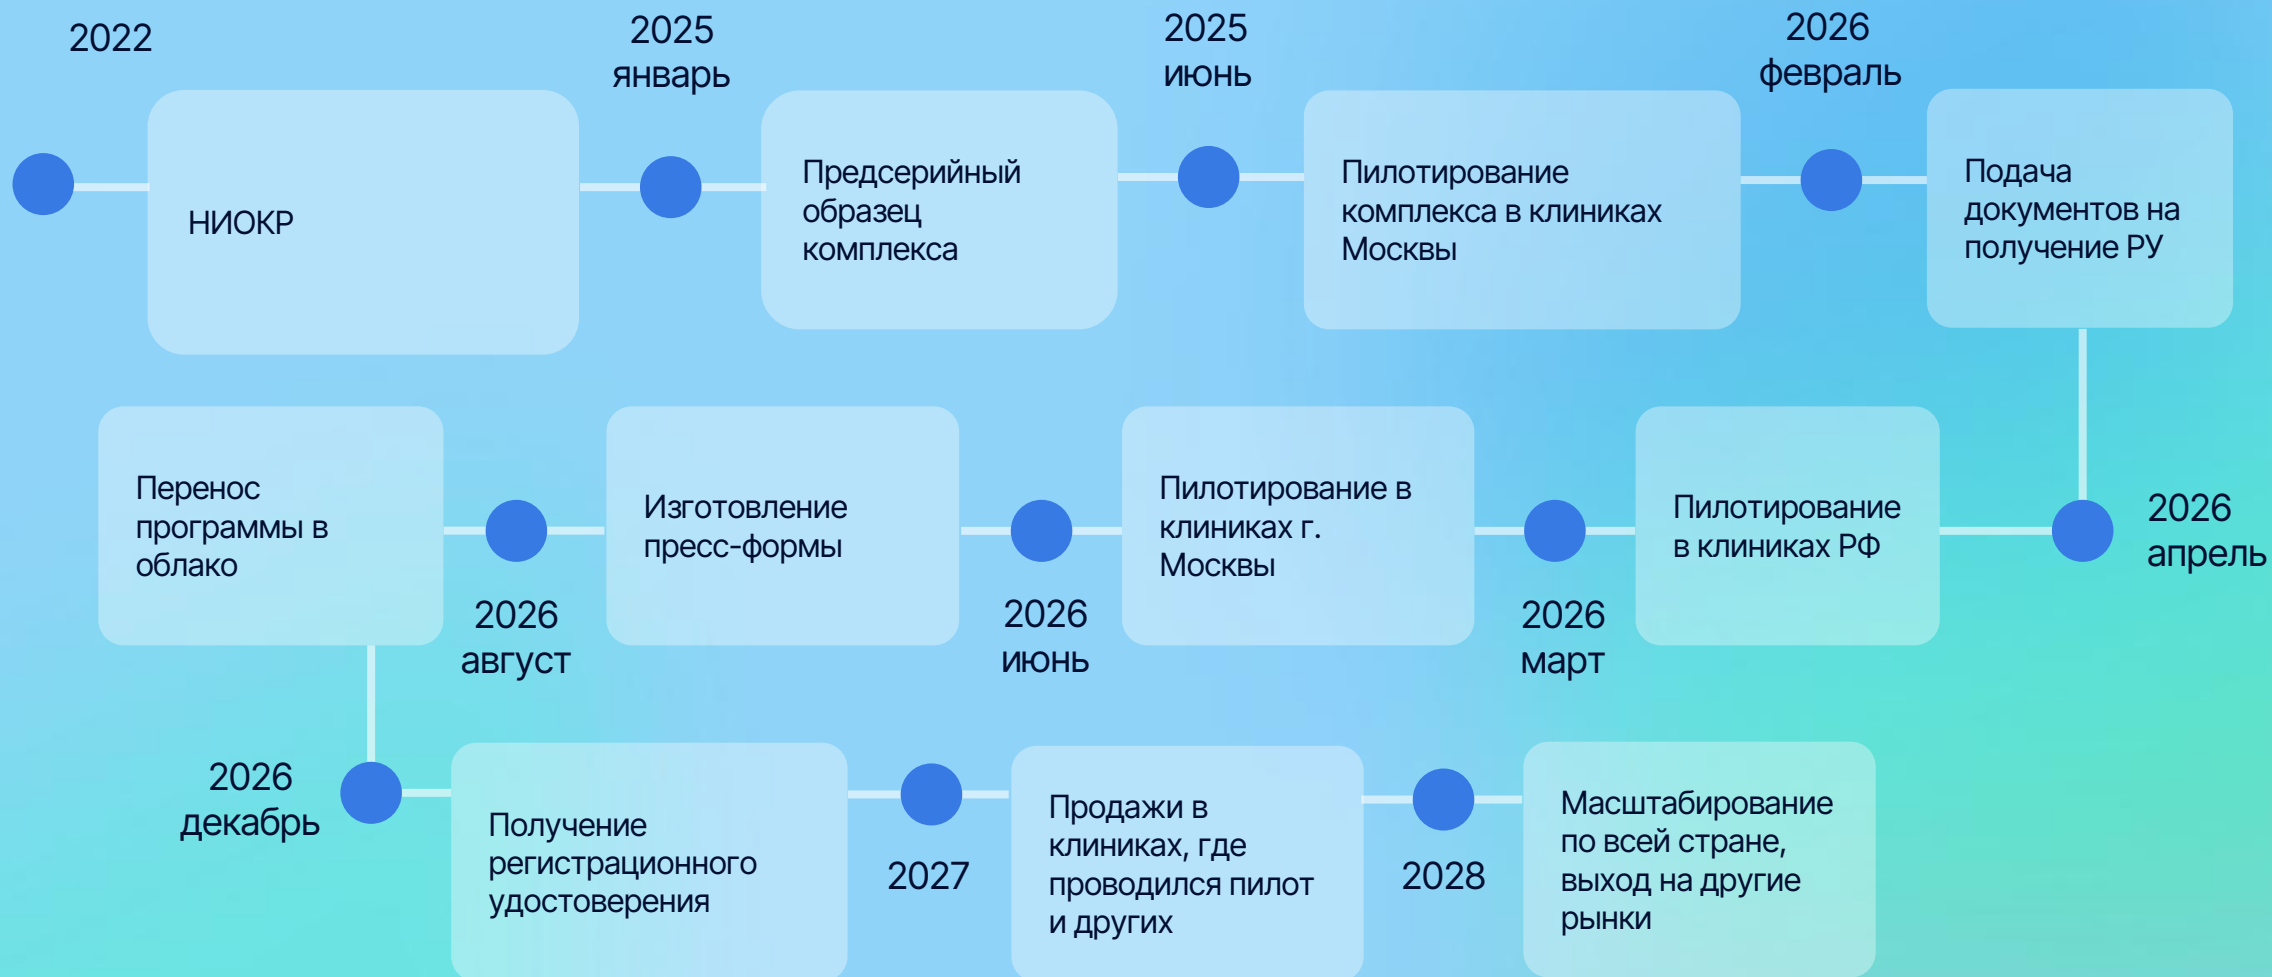 2022
НИОКР
2025
январь
Предсерийный
образец
комплекса
2025
июнь
Пилотирование
комплекса в клиниках
Москвы
2026
февраль
Подача
документов на
получение РУ
2026
апрель
Пилотирование
в клиниках РФ
2026
март
Пилотирование в
клиниках г.
Москвы
2026
июнь
Изготовление
пресс-формы
2026
август
Перенос
программы в
облако
2026
декабрь
Получение
регистрационного
удостоверения
2027
Продажи в
клиниках, где
проводился пилот
и других
2028
Масштабирование
по всей стране,
выход на другие
рынки